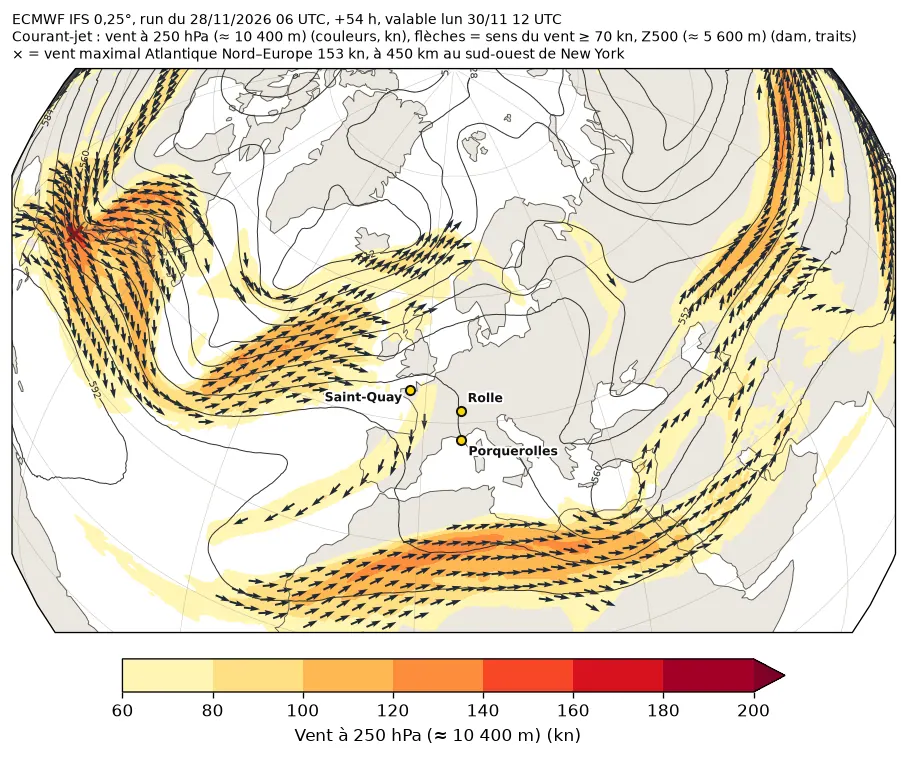 ECMWF IFS 0,25°, run du 28/11/2026 06 UTC, +54 h, valable lun 30/11 12 UTC
Courant-jet : vent à 250 hPa (≈ 10 400 m) (couleurs, kn), flèches = sens du vent ≥ 70 kn, Z500 (≈ 5 600 m) (dam, traits)
× = vent maximal Atlantique Nord–Europe 153 kn, à 450 km au sud-ouest de New York
584
560
592
552
560
Saint-Quay
Rolle
Porquerolles
60 80 100 120 140 160 180 200
Vent à 250 hPa (≈ 10 400 m) (kn)